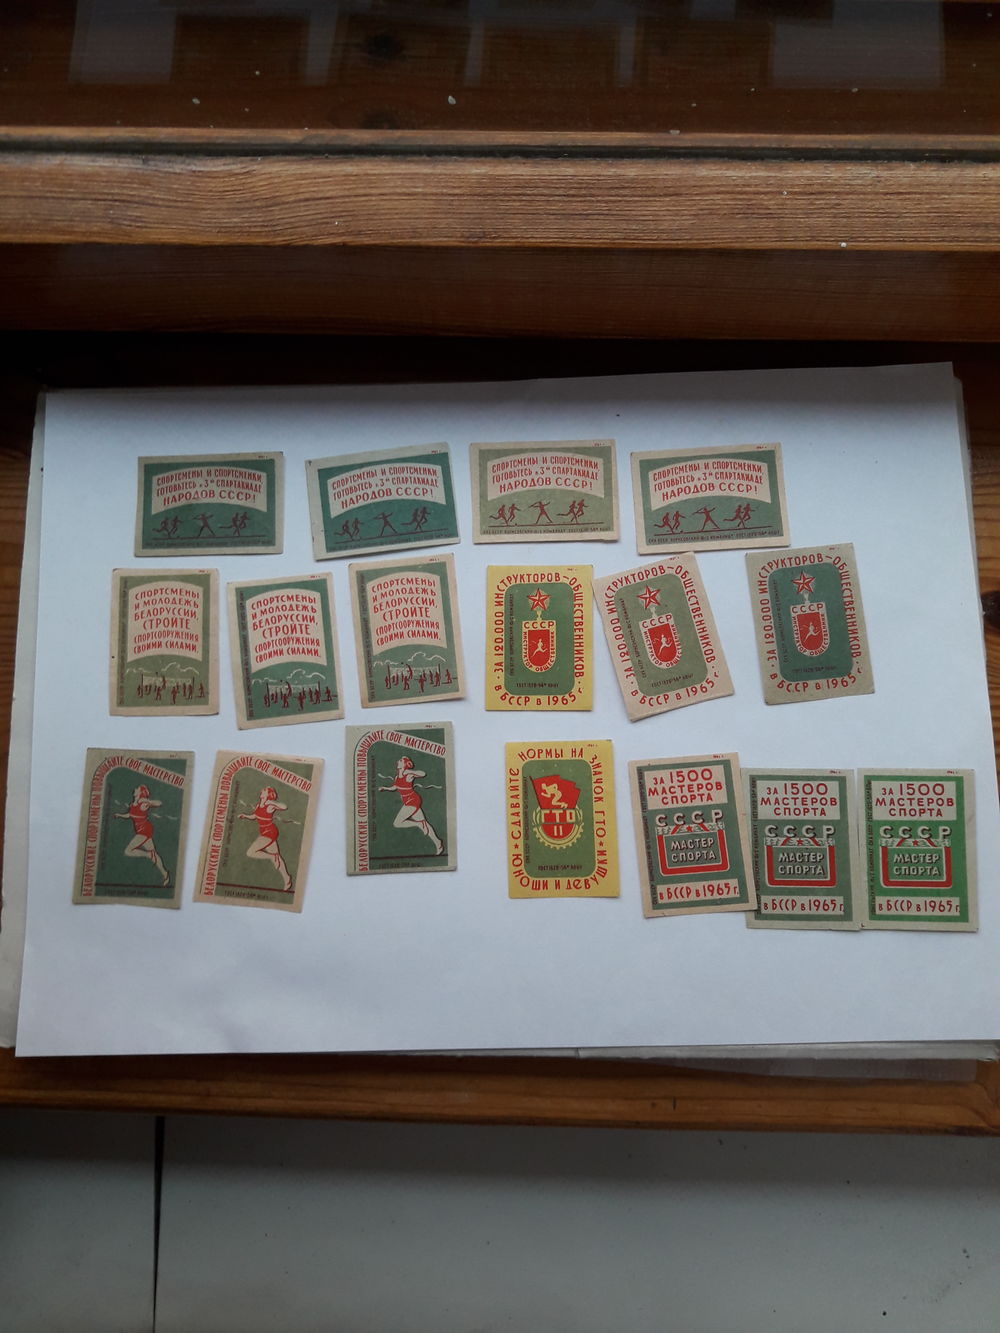 СПОРТСМЕНЫ И СПОРТСМЕНКИ,
ГОТОВЬТЕСЬ К „3“ СПАРТАКИАДЕ
НАРОДОВ СССР!
СПОРТСМЕНЫ И СПОРТСМЕНКИ,
ГОТОВЬТЕСЬ К „3“ СПАРТАКИАДЕ
НАРОДОВ СССР!
СПОРТСМЕНЫ И СПОРТСМЕНКИ,
ГОТОВЬТЕСЬ К „3“ СПАРТАКИАДЕ
НАРОДОВ СССР!
СПОРТСМЕНЫ И СПОРТСМЕНКИ,
ГОТОВЬТЕСЬ К „3“ СПАРТАКИАДЕ
НАРОДОВ СССР!
СПОРТСМЕНЫ
И МОЛОДЕЖЬ
БЕЛОРУССИИ,
СТРОЙТЕ
СПОРТСООРУЖЕНИЯ
СВОИМИ СИЛАМИ.
СПОРТСМЕНЫ
И МОЛОДЕЖЬ
БЕЛОРУССИИ,
СТРОЙТЕ
СПОРТСООРУЖЕНИЯ
СВОИМИ СИЛАМИ.
СПОРТСМЕНЫ
И МОЛОДЕЖЬ
БЕЛОРУССИИ,
СТРОЙТЕ
СПОРТСООРУЖЕНИЯ
СВОИМИ СИЛАМИ.
ЗА 120.000 ИНСТРУКТОРОВ-ОБЩЕСТВЕННИКОВ
СССР
В БССР В 1965 г.
ГОСТ 1820-56
ЗА 120.000 ИНСТРУКТОРОВ-ОБЩЕСТВЕННИКОВ
СССР
В БССР В 1965 г.
ЗА 120.000 ИНСТРУКТОРОВ-ОБЩЕСТВЕННИКОВ
СССР
В БССР В 1965 г.
БЕЛОРУССКИЕ СПОРТСМЕНЫ ПОВЫШАЙТЕ СВОЕ МАСТЕРСТВО
БЕЛОРУССКИЕ СПОРТСМЕНЫ ПОВЫШАЙТЕ СВОЕ МАСТЕРСТВО
БЕЛОРУССКИЕ СПОРТСМЕНЫ ПОВЫШАЙТЕ СВОЕ МАСТЕРСТВО
ЮНОШИ И ДЕВУШКИ СДАВАЙТЕ НОРМЫ НА ЗНАЧОК ГТО
ГТО
II
ЗА 1500
МАСТЕРОВ
СПОРТА
СССР
МАСТЕР
СПОРТА
в БССР в 1965 г.
ЗА 1500
МАСТЕРОВ
СПОРТА
СССР
МАСТЕР
СПОРТА
в БССР в 1965 г.
ЗА 1500
МАСТЕРОВ
СПОРТА
СССР
МАСТЕР
СПОРТА
в БССР в 1965 г.